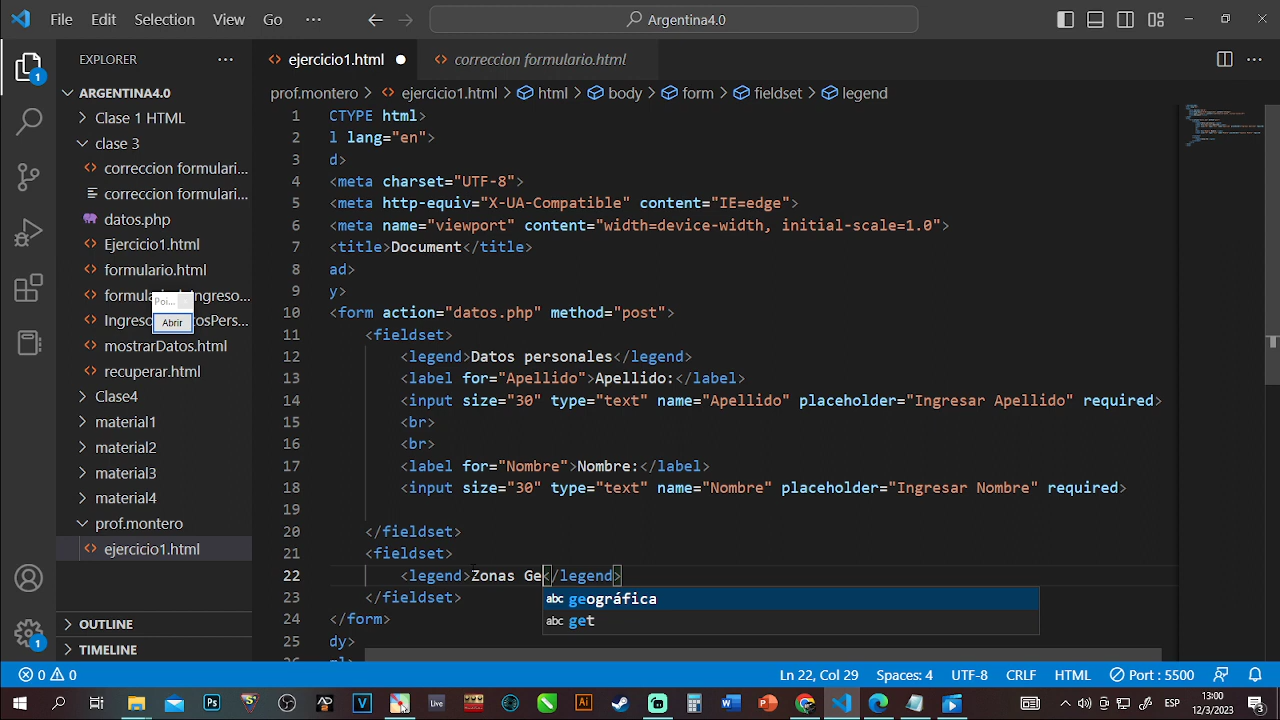 File Edit Selection View Go ··· Argentina4.0
EXPLORER ···
ejercicio1.html correccion formulario.html ···
prof.montero > ejercicio1.html > html > body > form > fieldset > legend
ARGENTINA4.0
Clase 1 HTML
clase 3
correccion formulari...
correccion formulari...
datos.php
Ejercicio1.html
formulario.html
Poi...
Abrir
mostrarDatos.html
recuperar.html
Clase4
material1
material2
material3
material4
prof.montero
ejercicio1.html
OUTLINE
TIMELINE
1 CTYPE html>
2 l lang="en">
3 d>
4 <meta charset="UTF-8">
5 <meta http-equiv="X-UA-Compatible" content="IE=edge">
6 <meta name="viewport" content="width=device-width, initial-scale=1.0">
7 <title>Document</title>
8 ad>
9 y>
10 <form action="datos.php" method="post">
11 <fieldset>
12 <legend>Datos personales</legend>
13 <label for="Apellido">Apellido:</label>
14 <input size="30" type="text" name="Apellido" placeholder="Ingresar Apellido" required>
15 <br>
16 <br>
17 <label for="Nombre">Nombre:</label>
18 <input size="30" type="text" name="Nombre" placeholder="Ingresar Nombre" required>
19
20 </fieldset>
21 <fieldset>
22 <legend>Zonas Ge</legend>
23 </fieldset>
abc geográfica
24 </form>
abc get
25 dy>
0 0 Ln 22, Col 29 Spaces: 4 UTF-8 CRLF HTML Port : 5500
1
1
Ps V Live Ai W P
ESP
13:00
12/3/2023